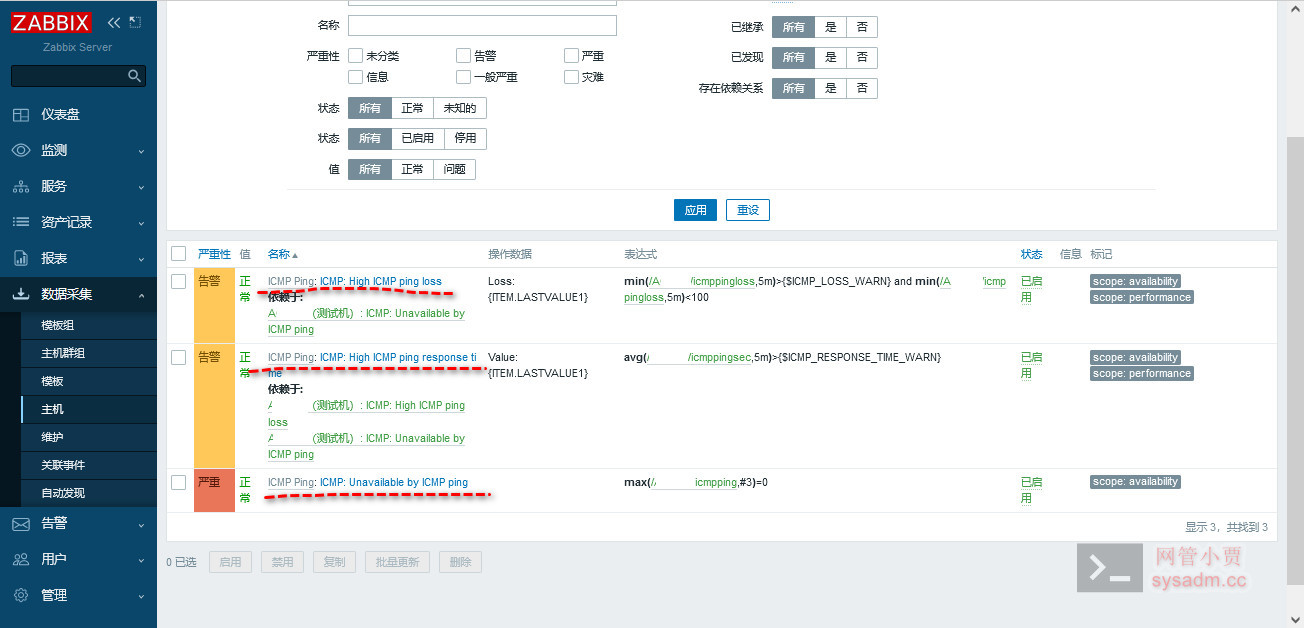 ZABBIX
Zabbix Server
仪表盘
监测
服务
资产记录
报表
数据采集
模板组
主机群组
模板
主机
维护
关联事件
自动发现
告警
用户
管理
名称
严重性 未分类 告警 严重
信息 一般严重 灾难
状态 所有 正常 未知的
状态 所有 已启用 停用
值 所有 正常 问题
已继承 所有 是 否
已发现 所有 是 否
存在依赖关系 所有 是 否
应用 重设
严重性 值 名称 操作数据 表达式 状态 信息 标记
告警 正常
ICMP Ping: ICMP: High ICMP ping loss
依赖于:
(测试机) : ICMP: Unavailable by
ICMP ping
Loss:
{ITEM.LASTVALUE1}
min(/A /icmppingloss,5m)>{$ICMP_LOSS_WARN} and min(/A 'icmp
pingloss,5m)<100
已启
用
scope: availability
scope: performance
告警 正常
ICMP Ping: ICMP: High ICMP ping response ti
me
依赖于:
(测试机) : ICMP: High ICMP ping
loss
(测试机) : ICMP: Unavailable by
ICMP ping
Value:
{ITEM.LASTVALUE1}
avg(/ /icmppingsec,5m)>{$ICMP_RESPONSE_TIME_WARN}
已启
用
scope: availability
scope: performance
严重 正常
ICMP Ping: ICMP: Unavailable by ICMP ping
max(/ icmpping,#3)=0
已启
用
scope: availability
显示 3，共找到 3
0 已选 启用 禁用 复制 批量更新 删除
网管小贾
sysadm.cc